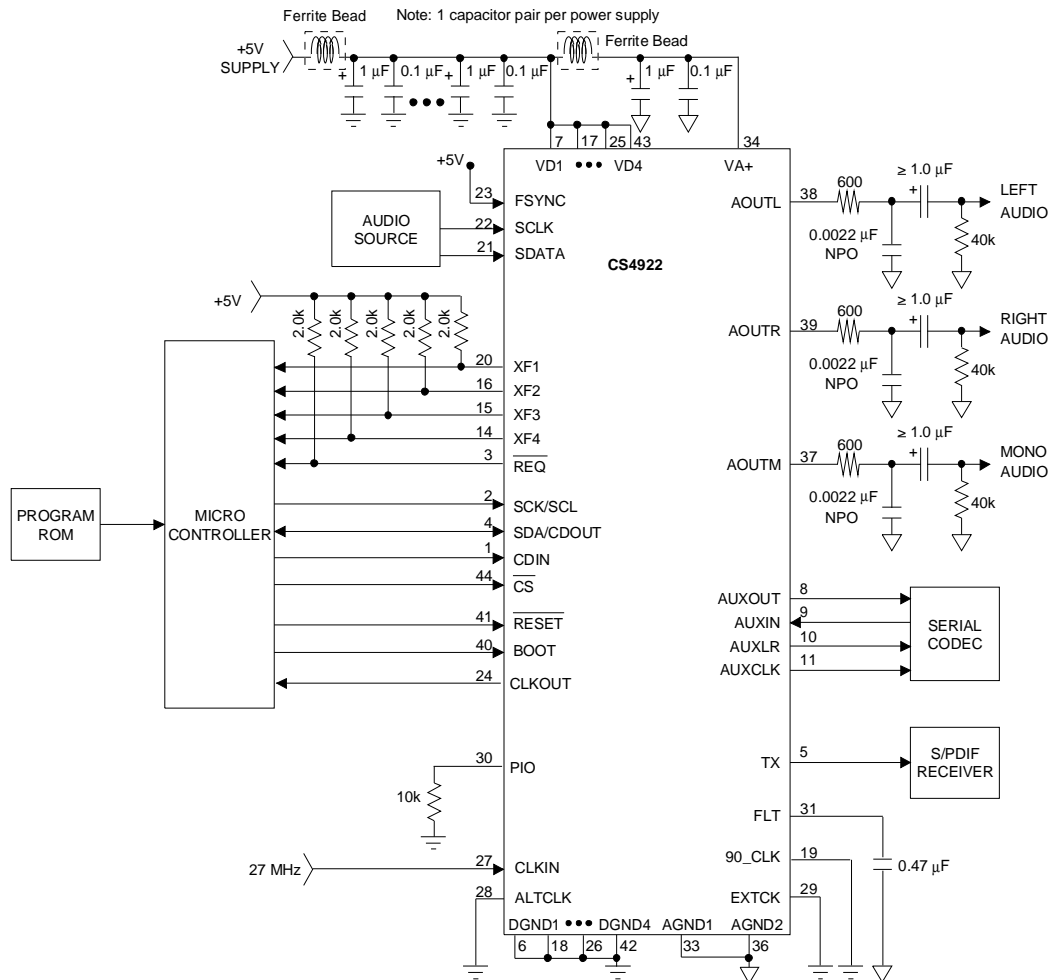 Ferrite Bead
Note: 1 capacitor pair per power supply
Ferrite Bead
+5V
SUPPLY
+
1 µF
0.1 µF
+
1 µF
0.1 µF
+
1 µF
0.1 µF
7
17
25
43
34
VD1
VD4
VA+
+5V
23
FSYNC
22
SCLK
21
SDATA
AUDIO
SOURCE
CS4922
+5V
2.0k
2.0k
2.0k
2.0k
2.0k
20
XF1
16
XF2
15
XF3
14
XF4
3
REQ
2
SCK/SCL
4
SDA/CDOUT
1
CDIN
44
CS
41
RESET
40
BOOT
24
CLKOUT
PROGRAM
ROM
MICRO
CONTROLLER
30
PIO
10k
27 MHz
27
CLKIN
28
ALTCLK
DGND1
DGND4
AGND1
AGND2
6
18
26
42
33
36
AOUTL
38
600
≥ 1.0 µF
+
LEFT
AUDIO
0.0022 µF
NPO
40k
AOUTR
39
600
≥ 1.0 µF
+
RIGHT
AUDIO
0.0022 µF
NPO
40k
AOUTM
37
600
≥ 1.0 µF
+
MONO
AUDIO
0.0022 µF
NPO
40k
AUXOUT
8
AUXIN
9
AUXLR
10
AUXCLK
11
SERIAL
CODEC
TX
5
S/PDIF
RECEIVER
FLT
31
0.47 µF
90_CLK
19
EXTCK
29